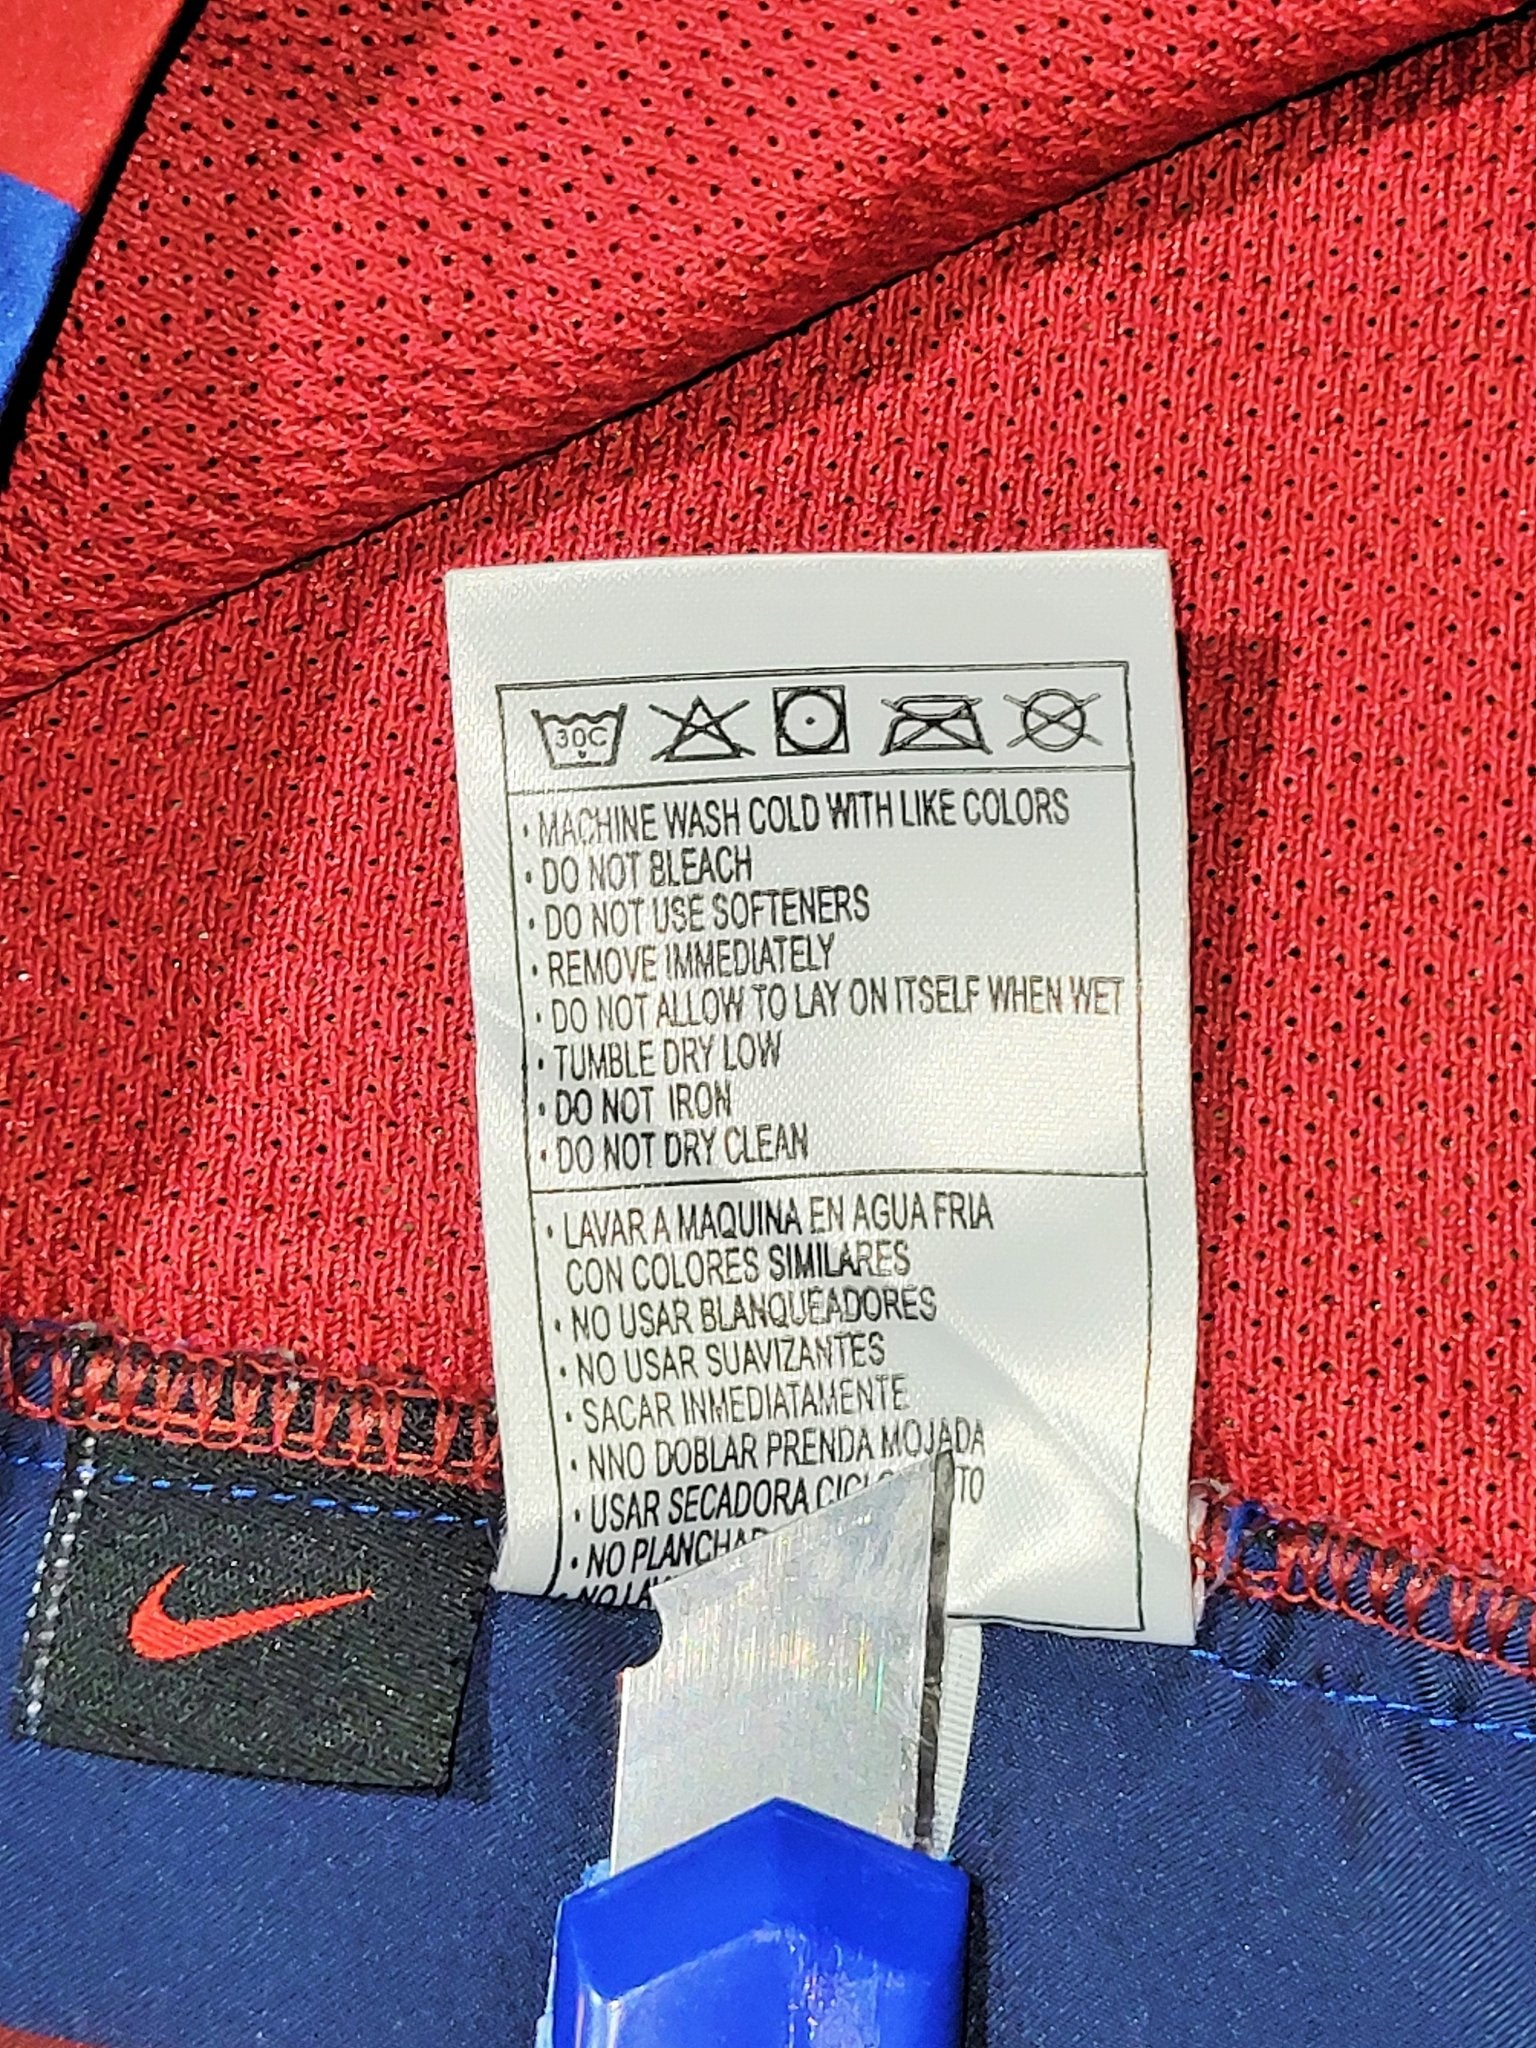 30C
• MACHINE WASH COLD WITH LIKE COLORS
• DO NOT BLEACH
• DO NOT USE SOFTENERS
• REMOVE IMMEDIATELY
• DO NOT ALLOW TO LAY ON ITSELF WHEN WET
• TUMBLE DRY LOW
• DO NOT IRON
• DO NOT DRY CLEAN
• LAVAR A MAQUINA EN AGUA FRIA
CON COLORES SIMILARES
• NO USAR BLANQUEADORES
• NO USAR SUAVIZANTES
• SACAR INMEDIATAMENTE
• NNO DOBLAR PRENDA MOJADA
• USAR SECADORA
• NO
• NO